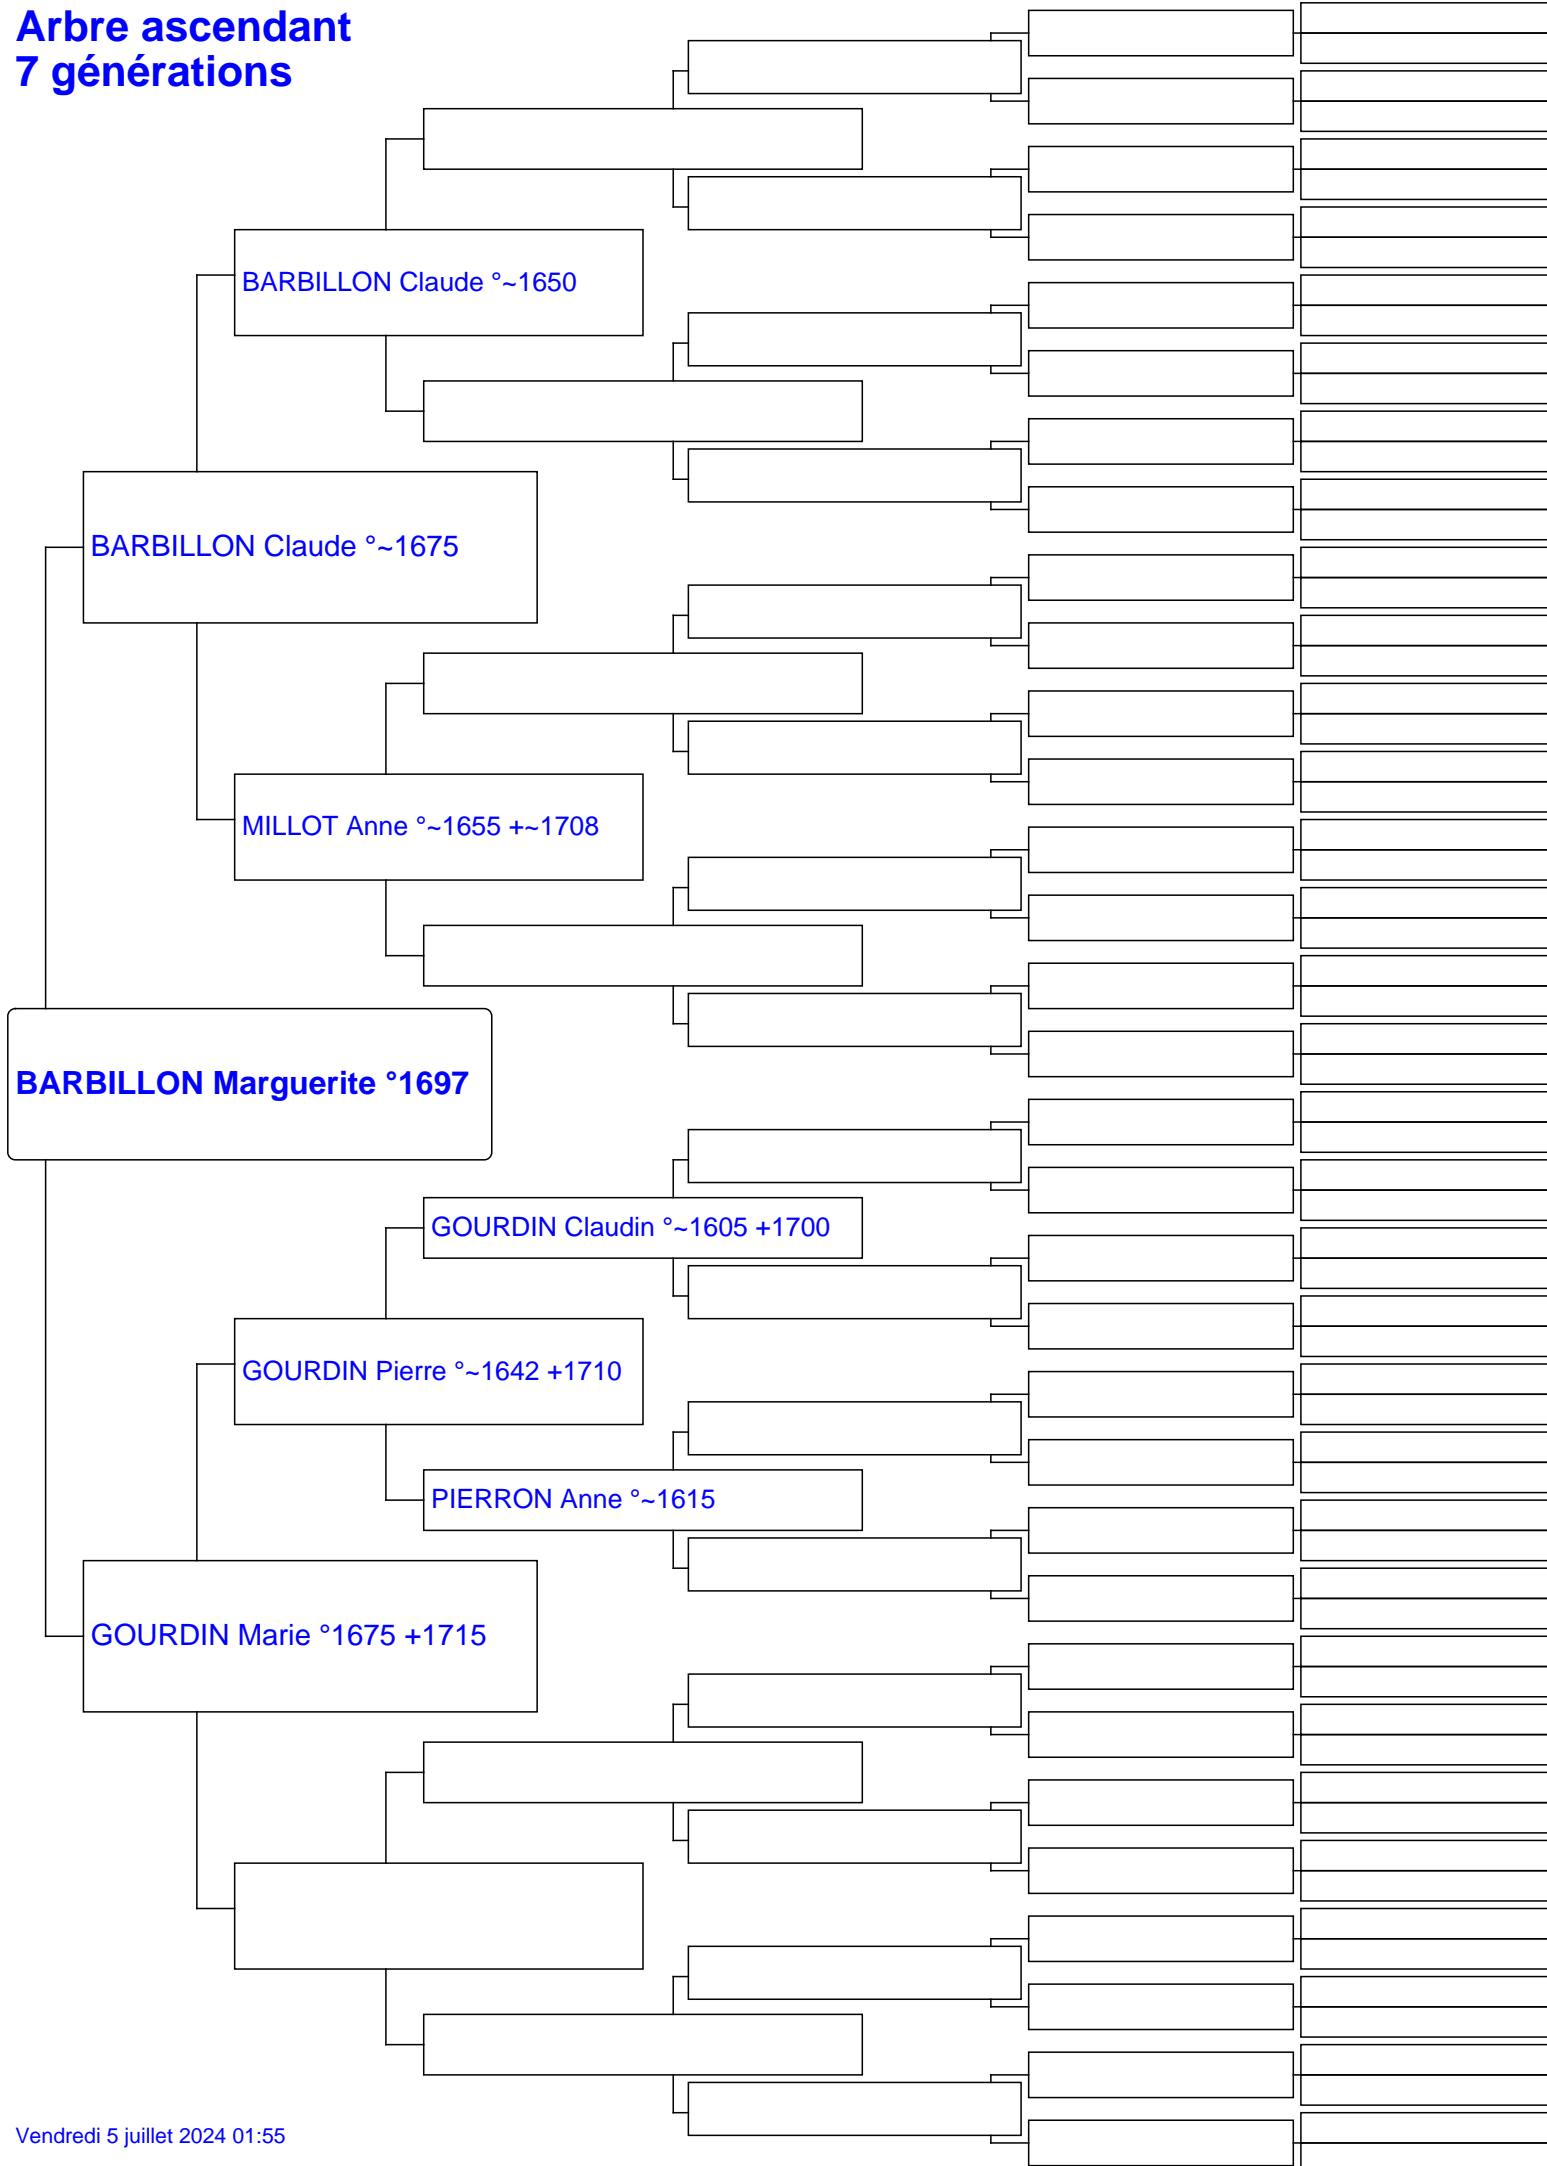 Arbre ascendant
7 générations
BARBILLON Claude °~1650
BARBILLON Claude °~1675
MILLOT Anne °~1655 +~1708
BARBILLON Marguerite °1697
GOURDIN Claudin °~1605 +1700
GOURDIN Pierre °~1642 +1710
PIERRON Anne °~1615
GOURDIN Marie °1675 +1715
Vendredi 5 juillet 2024 01:55